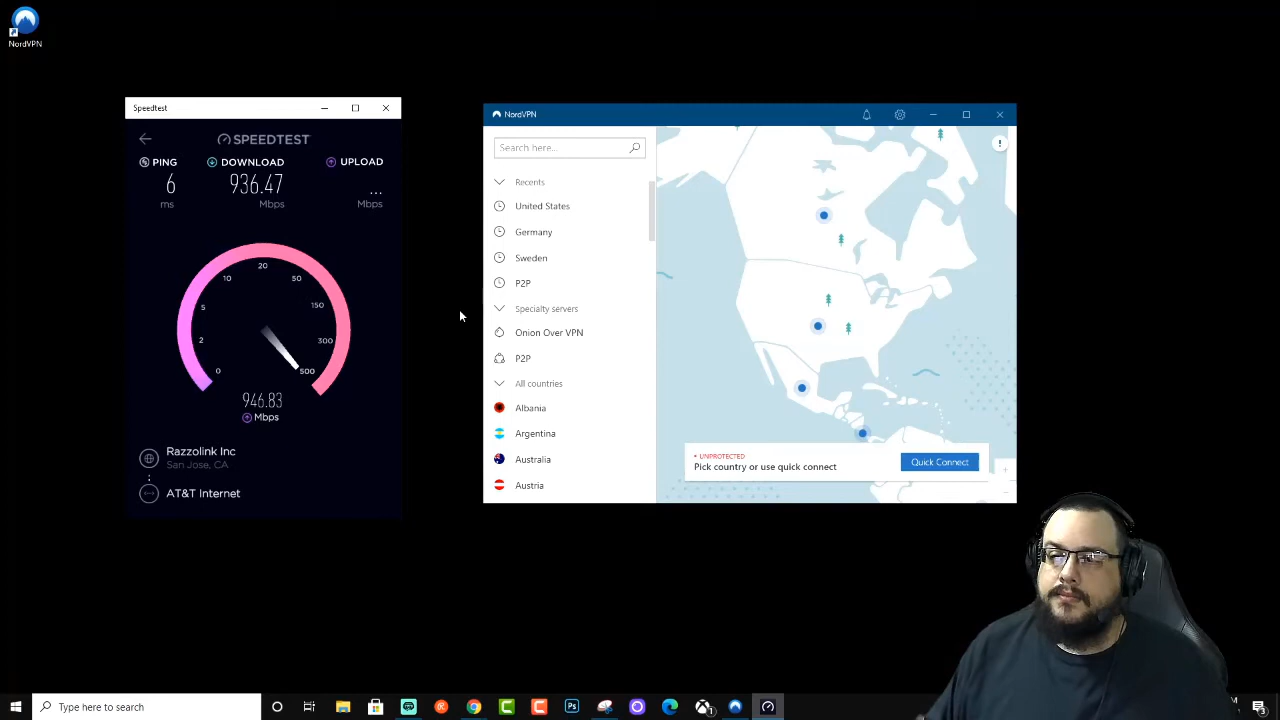 NordVPN
Speedtest
SPEEDTEST
PING
DOWNLOAD
UPLOAD
6
936.47
...
ms
Mbps
Mbps
0
2
5
10
20
50
150
300
500
946.83
Mbps
Razzolink Inc
San Jose, CA
AT&T Internet
NordVPN
Search here...
Recents
United States
Germany
Sweden
P2P
Specialty servers
Onion Over VPN
P2P
All countries
Albania
Argentina
Australia
Austria
!
UNPROTECTED
Pick country or use quick connect
Quick Connect
+
Type here to search
Ps